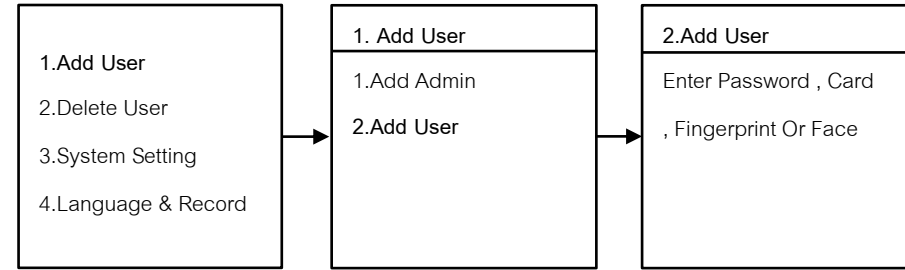 1.Add User
2.Delete User
3.System Setting
4.Language & Record
1. Add User
1.Add Admin
2.Add User
2.Add User
Enter Password , Card
, Fingerprint Or Face